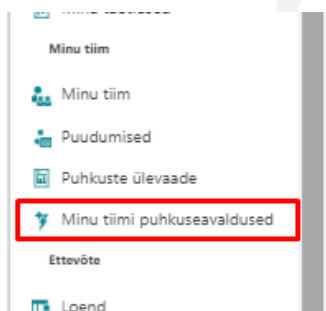 Minu tiim
Minu tiim
Puudumised
Puhkuste ülevaade
Minu tiimi puhkuseavaldused
Ettevõte
Loend